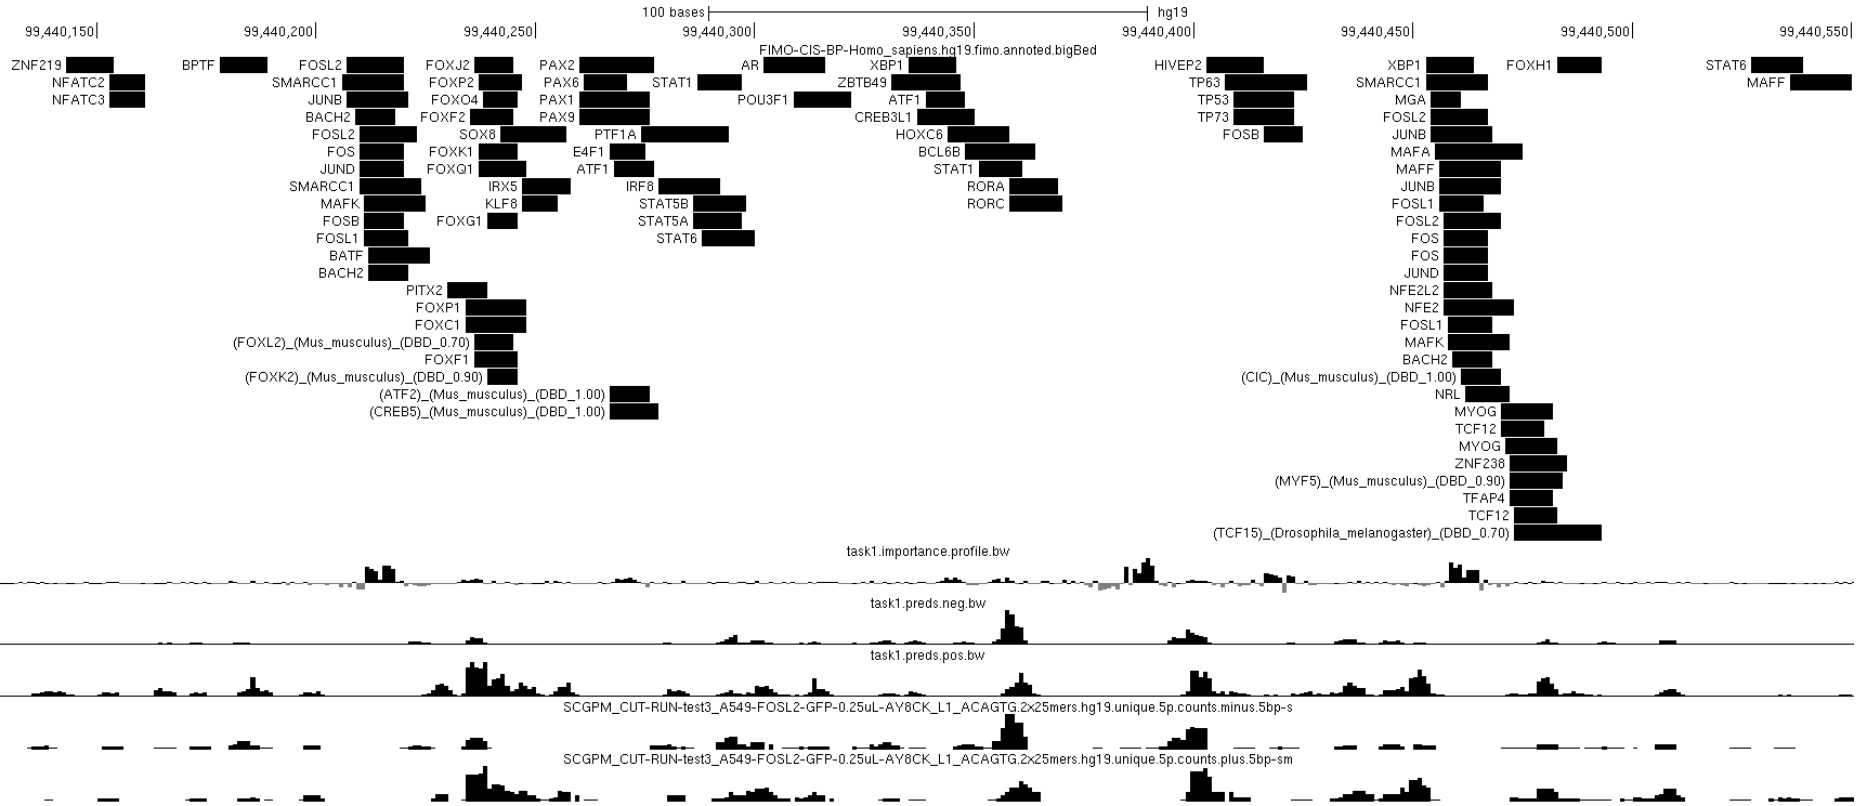 100 bases hg19
99,440,150 99,440,200 99,440,250 99,440,300 99,440,350 99,440,400 99,440,450 99,440,500 99,440,550
FIMO-CIS-BP-Homo_sapiens.hg19.fimo.annoted.bigBed
ZNF219 BPTF FOSL2 FOXJ2 PAX2 AR XBP1 HIVEP2 XBP1 FOXH1 STAT6
NFATC2 SMARCC1 FOXP2 PAX6 STAT1 ZBTB49 TP63 SMARCC1 MAFF
NFATC3 JUNB FOXO4 PAX1 POU3F1 ATF1 TP53 MGA
BACH2 FOXF2 PAX9 CREB3L1 TP73 FOSL2
FOSL2 SOX8 PTF1A HOXC6 FOSB JUNB
FOS FOXK1 E4F1 BCL6B MAFA
JUND FOXQ1 ATF1 STAT1 MAFF
SMARCC1 IRX5 IRF8 RORA JUNB
MAFK KLF8 STAT5B RORC FOSL1
FOSB FOXG1 STAT5A FOSL2
FOSL1 STAT6 FOS
BATF FOS
BACH2 JUND
PITX2 NFE2L2
FOXP1 NFE2
FOXC1 FOSL1
(FOXL2)_(Mus_musculus)_(DBD_0.70) MAFK
FOXF1 BACH2
(FOXK2)_(Mus_musculus)_(DBD_0.90) (CIC)_(Mus_musculus)_(DBD_1.00)
(ATF2)_(Mus_musculus)_(DBD_1.00) NRL
(CREB5)_(Mus_musculus)_(DBD_1.00) MYOG
TCF12
MYOG
ZNF238
(MYF5)_(Mus_musculus)_(DBD_0.90)
TFAP4
TCF12
(TCF15)_(Drosophila_melanogaster)_(DBD_0.70)
task1.importance.profile.bw
task1.preds.neg.bw
task1.preds.pos.bw
SCGPM_CUT-RUN-test3_A549-FOSL2-GFP-0.25uL-AY8CK_L1_ACAGTG.2x25mers.hg19.unique.5p.counts.minus.5bp-s
SCGPM_CUT-RUN-test3_A549-FOSL2-GFP-0.25uL-AY8CK_L1_ACAGTG.2x25mers.hg19.unique.5p.counts.plus.5bp-sm